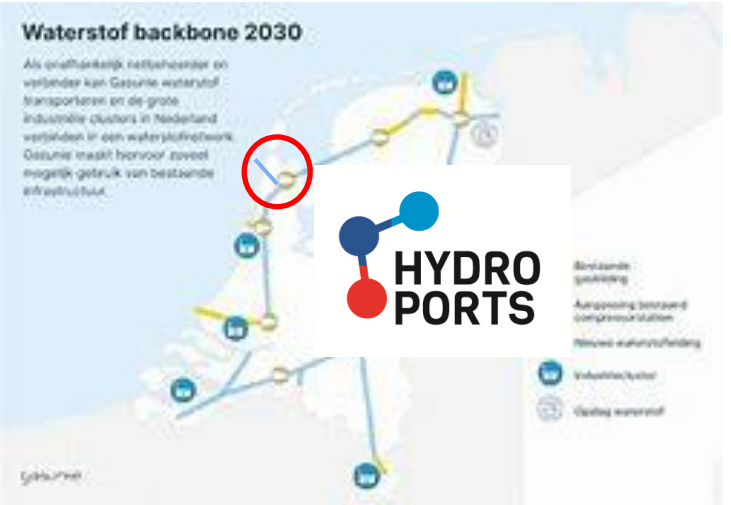 Waterstof backbone 2030
Als onafhankelijk netbeheerder en
verbinder kan Gasunie waterstof
transporteren en de grote
industriële clusters in Nederland
verbinden in een waterstofnetwerk.
Gasunie maakt hiervoor zoveel
mogelijk gebruik van bestaande
infrastructuur.
HYDRO
PORTS
Bestaande
gasleiding
Aanpassing bestaand
compressorstation
Nieuwe waterstofleiding
Industriecluster
Opslag waterstof